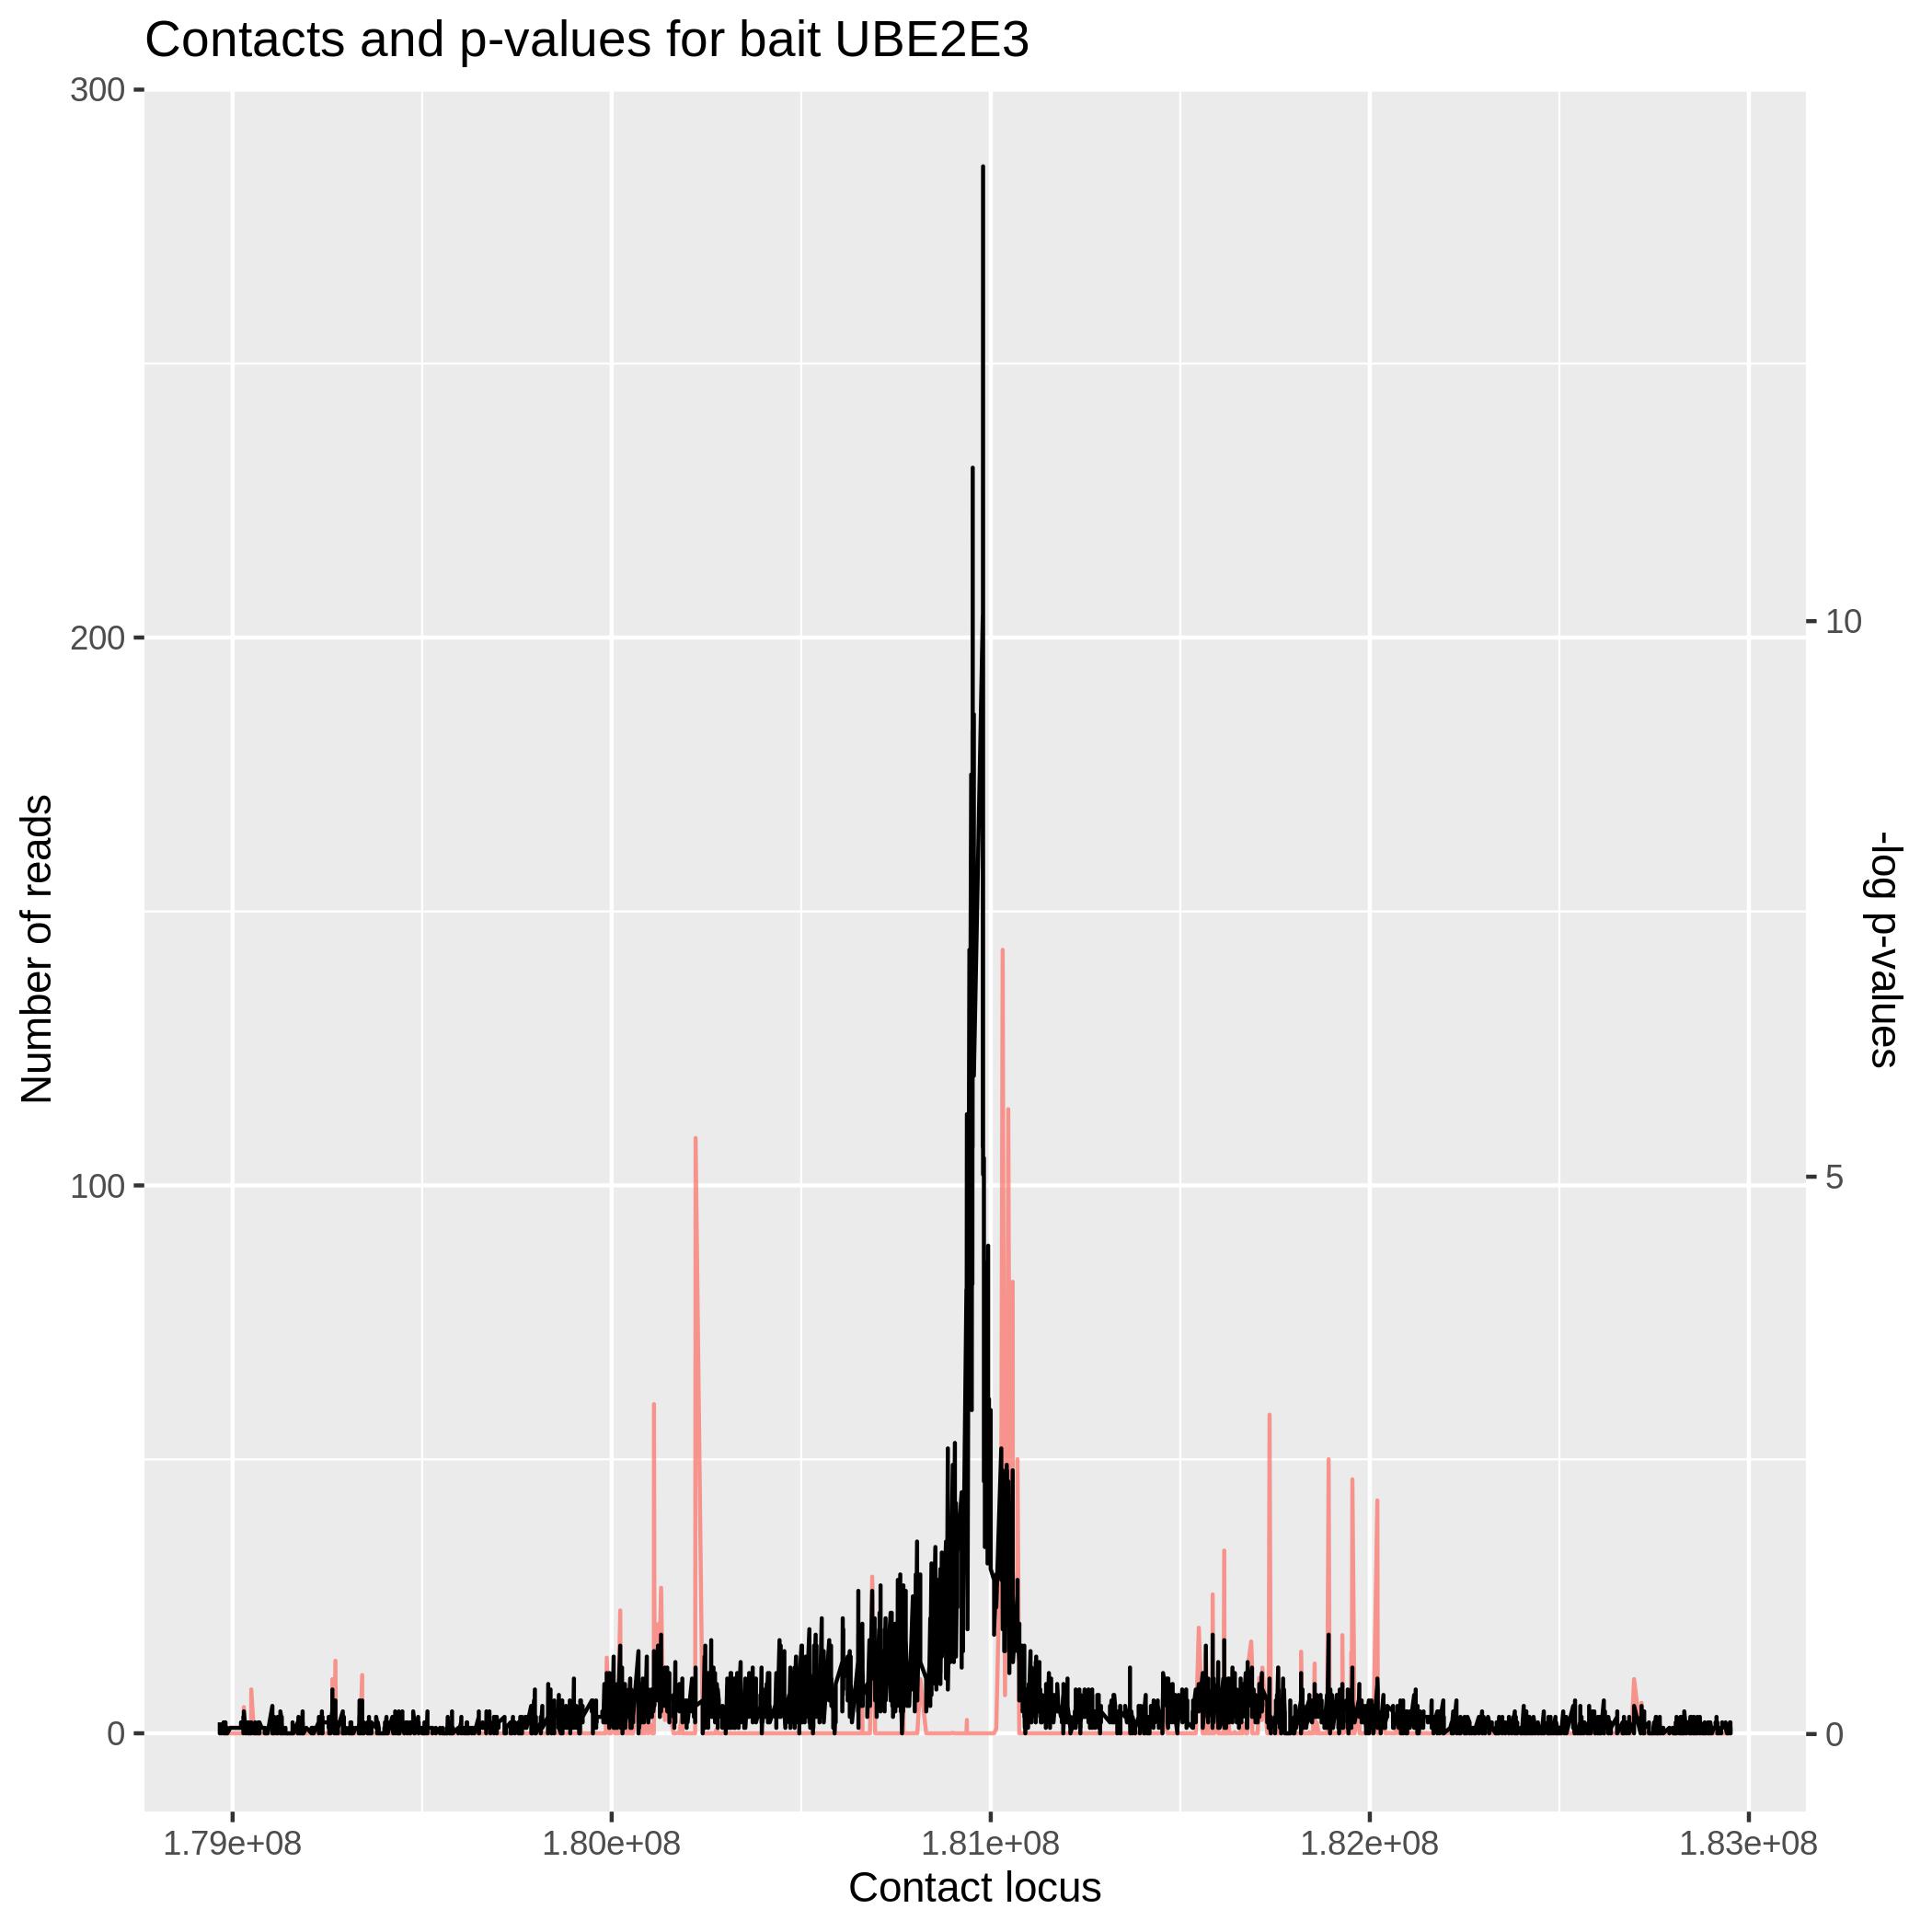 Contacts and p-values for bait UBE2E3
300
200
100
0
Number of reads
10
5
0
-log p-values
1.79e+08 1.80e+08 1.81e+08 1.82e+08 1.83e+08
Contact locus